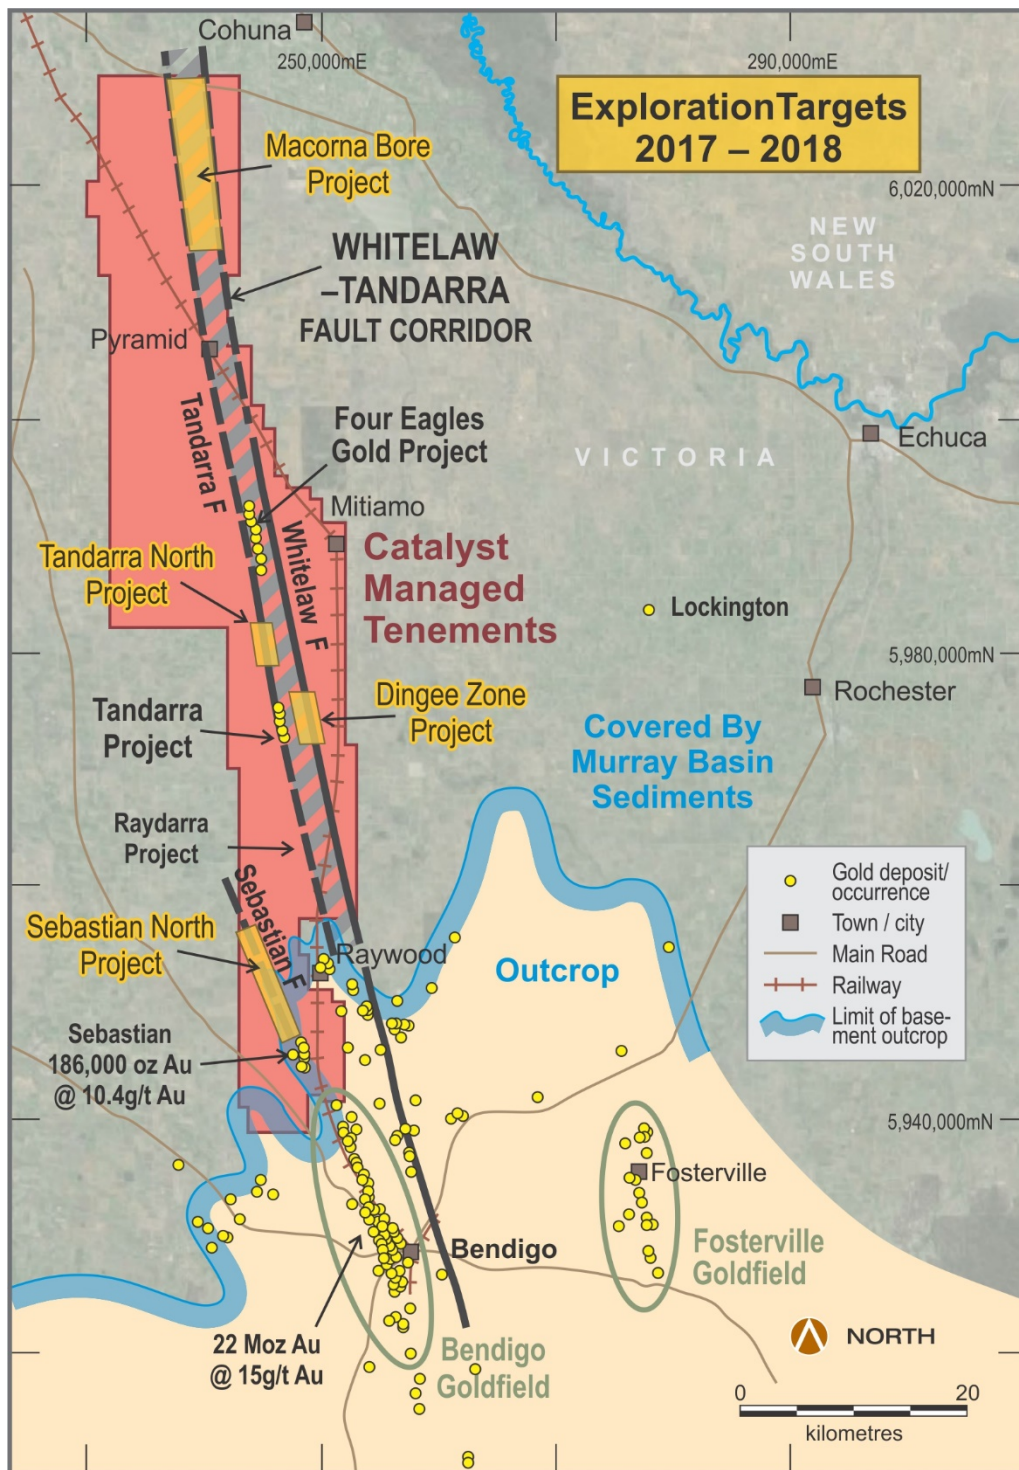 Cohuna
250,000mE
290,000mE
ExplorationTargets
2017 – 2018
Macorna Bore
Project
6,020,000mN
NEW
SOUTH
WALES
WHITELAW
–TANDARRA
FAULT CORRIDOR
Pyramid
Tandarra F
Four Eagles
Gold Project
Echuca
VICTORIA
Mitiamo
Whitelaw F
Catalyst
Managed
Tenements
Tandarra North
Project
Lockington
5,980,000mN
Rochester
Dingee Zone
Project
Tandarra
Project
Covered By
Murray Basin
Sediments
Raydarra
Project
Sebastian F
Gold deposit/
occurrence
Town / city
Main Road
Railway
Limit of base-
ment outcrop
Sebastian North
Project
Raywood
Outcrop
Sebastian
186,000 oz Au
@ 10.4g/t Au
5,940,000mN
Fosterville
Bendigo
Fosterville
Goldfield
22 Moz Au
@ 15g/t Au
Bendigo
Goldfield
NORTH
0 20
kilometres